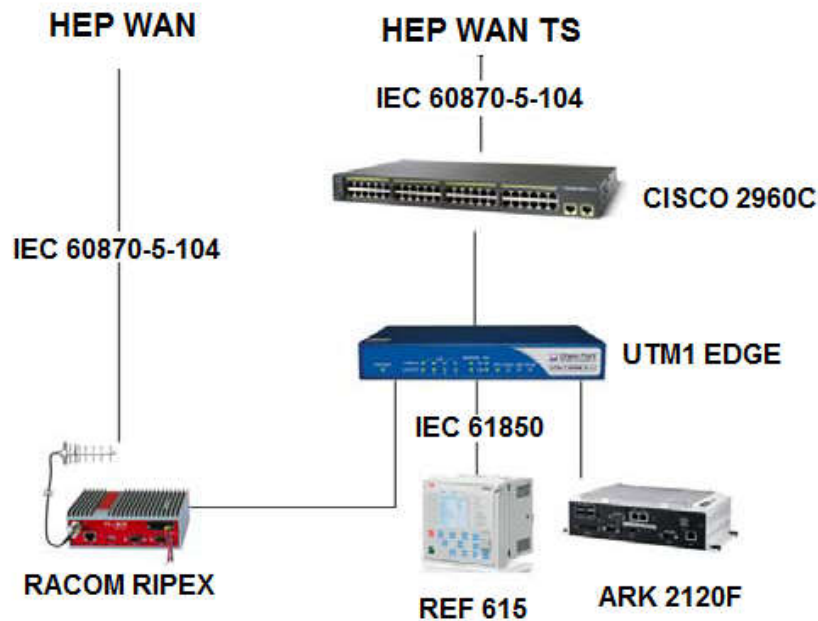 HEP WAN
HEP WAN TS
IEC 60870-5-104
CISCO 2960C
IEC 60870-5-104
UTM1 EDGE
IEC 61850
RACOM RIPEX
REF 615
ARK 2120F